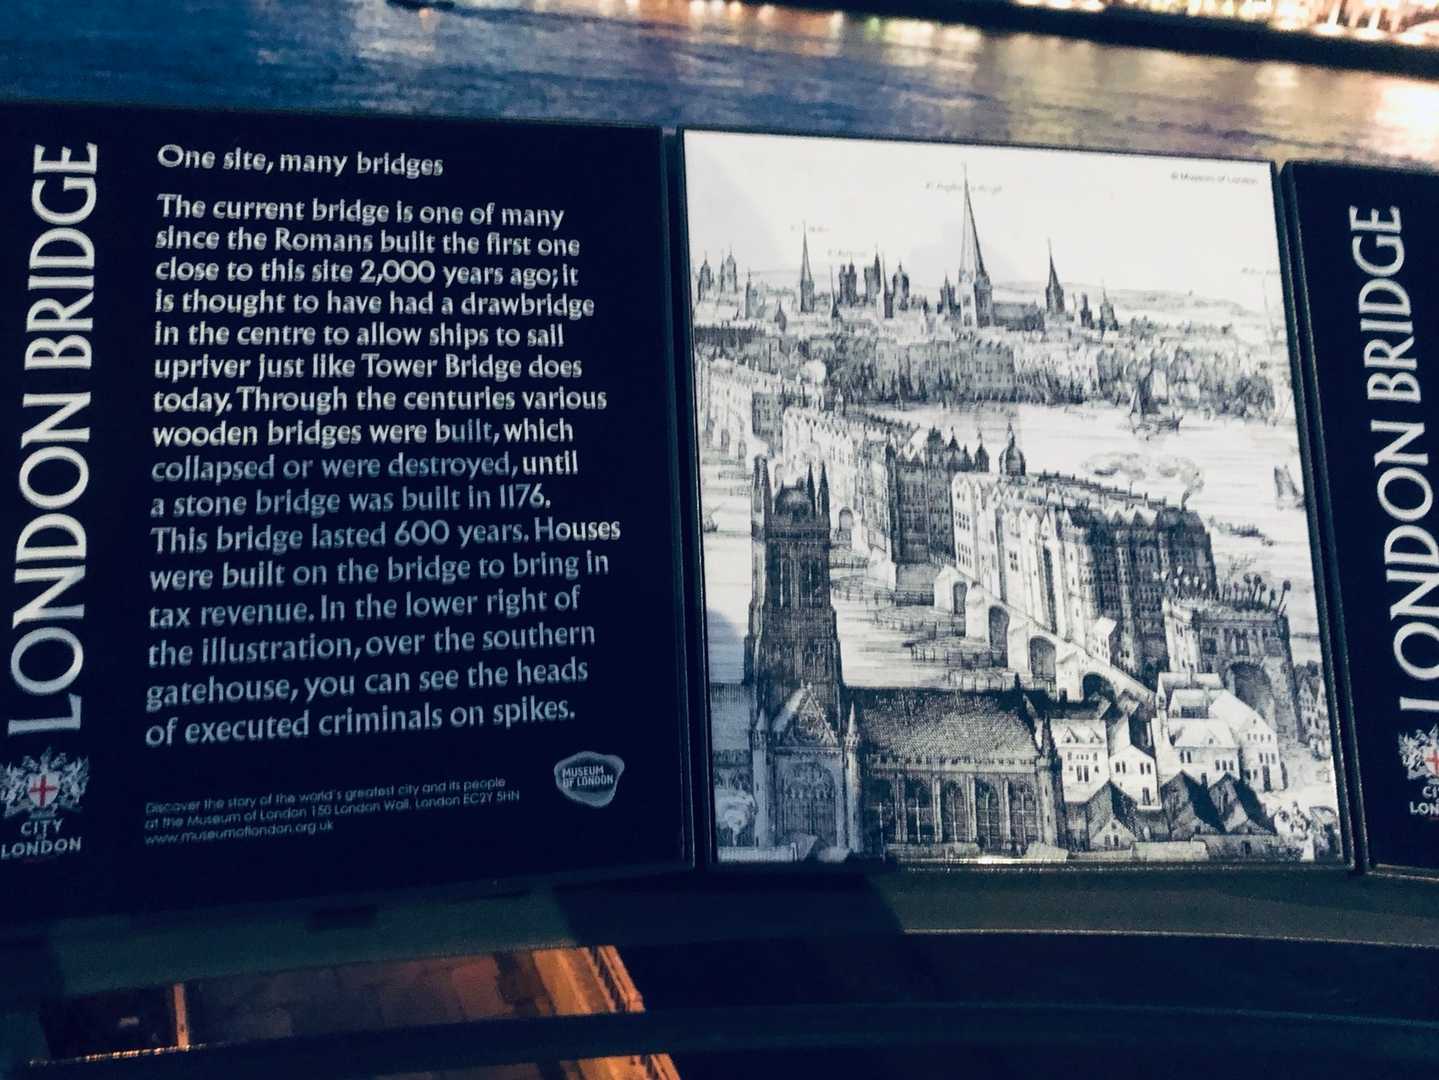 LONDON BRIDGE
One site, many bridges
The current bridge is one of many
since the Romans built the first one
close to this site 2,000 years ago; it
is thought to have had a drawbridge
in the centre to allow ships to sail
upriver just like Tower Bridge does
today. Through the centuries various
wooden bridges were built, which
collapsed or were destroyed, until
a stone bridge was built in 1176.
This bridge lasted 600 years. Houses
were built on the bridge to bring in
tax revenue. In the lower right of
the illustration, over the southern
gatehouse, you can see the heads
of executed criminals on spikes.
Discover the story of the world's greatest city and its people
at the Museum of London 150 London Wall, London EC2Y 5HN
www.museumoflondon.org.uk
MUSEUM
OF LONDON
CITY
OF
LONDON
© Museum of London
LONDON BRIDGE